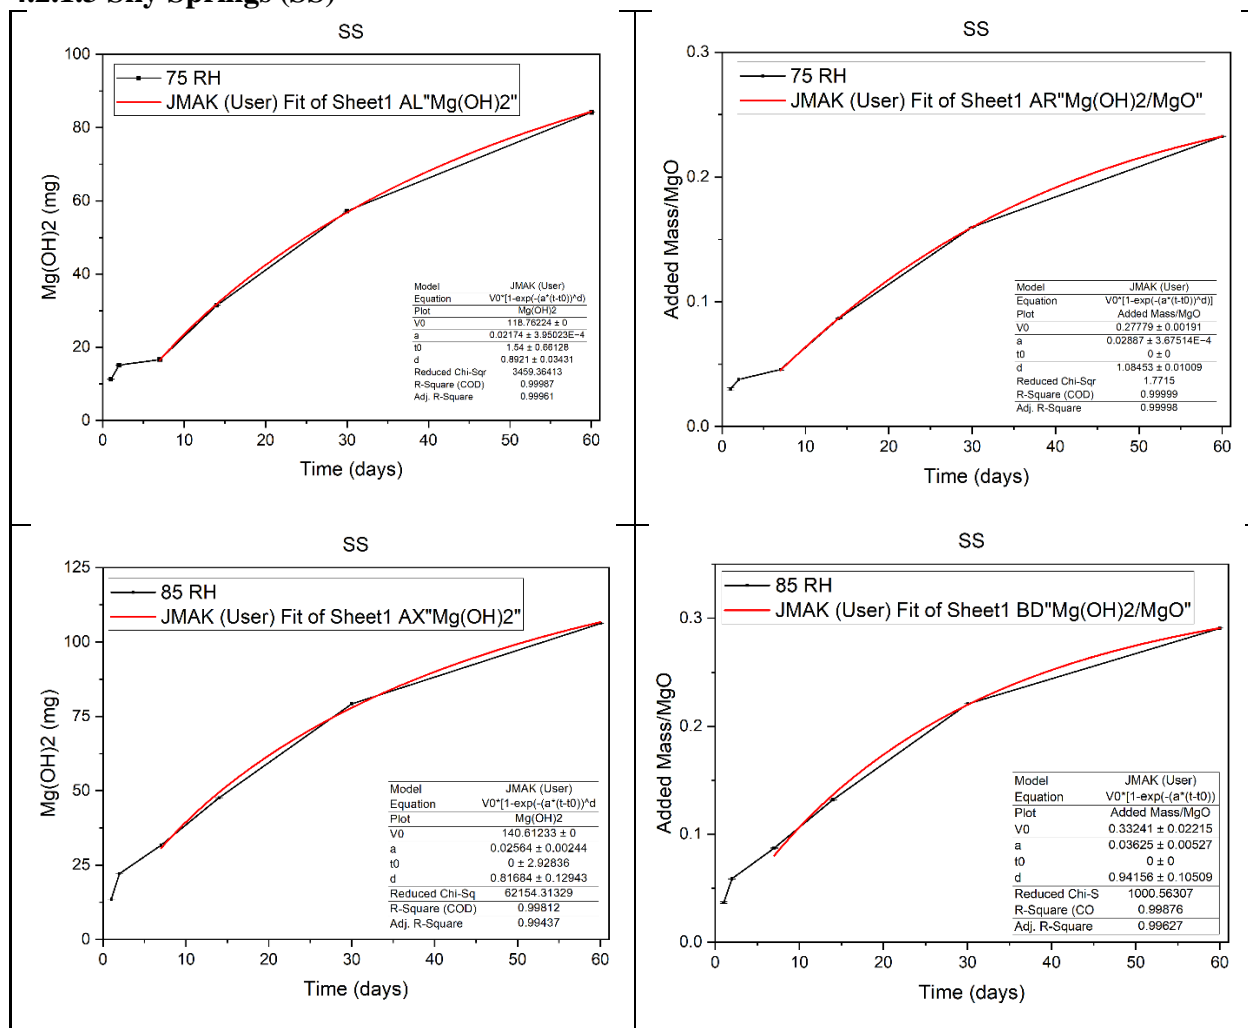 4.2.1.3 Shy Springs (SS)
SS
100
80
60
40
20
0
Mg(OH)2 (mg)
75 RH
JMAK (User) Fit of Sheet1 AL"Mg(OH)2"
Model JMAK (User)
Equation V0*[1-exp(-(a*(t-t0))^d)
Plot Mg(OH)2
V0 118.76224 ± 0
a 0.02174 ± 3.95023E-4
t0 1.54 ± 0.66128
d 0.8921 ± 0.03431
Reduced Chi-Sqr 3459.36413
R-Square (COD) 0.99987
Adj. R-Square 0.99961
0 10 20 30 40 50 60
Time (days)
SS
0.3
0.2
0.1
0.0
Added Mass/MgO
75 RH
JMAK (User) Fit of Sheet1 AR"Mg(OH)2/MgO"
Model JMAK (User)
Equation V0*[1-exp(-(a*(t-t0))^d)]
Plot Added Mass/MgO
V0 0.27779 ± 0.00191
a 0.02887 ± 3.67514E-4
t0 0 ± 0
d 1.08453 ± 0.01009
Reduced Chi-Sqr 1.7715
R-Square (COD) 0.99999
Adj. R-Square 0.99998
0 10 20 30 40 50 60
Time (days)
SS
125
100
75
50
25
0
Mg(OH)2 (mg)
85 RH
JMAK (User) Fit of Sheet1 AX"Mg(OH)2"
Model JMAK (User)
Equation V0*[1-exp(-(a*(t-t0))^d
Plot Mg(OH)2
V0 140.61233 ± 0
a 0.02564 ± 0.00244
t0 0 ± 2.92836
d 0.81684 ± 0.12943
Reduced Chi-Sq 62154.31329
R-Square (COD) 0.99812
Adj. R-Square 0.99437
0 10 20 30 40 50 60
Time (days)
SS
0.3
0.2
0.1
0.0
Added Mass/MgO
85 RH
JMAK (User) Fit of Sheet1 BD"Mg(OH)2/MgO"
Model JMAK (User)
Equation V0*[1-exp(-(a*(t-t0))
Plot Added Mass/MgO
V0 0.33241 ± 0.02215
a 0.03625 ± 0.00527
t0 0 ± 0
d 0.94156 ± 0.10509
Reduced Chi-S 1000.56307
R-Square (CO 0.99876
Adj. R-Square 0.99627
0 10 20 30 40 50 60
Time (days)